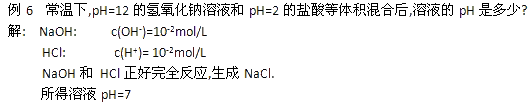 例 6   常温下,pH=12 的氢氧化钠溶液和 pH=2 的盐酸等体积混合后,溶液的 pH 是多少?
解:   NaOH:        c(OH⁻)=10⁻²mol/L
HCl:        c(H⁺)= 10⁻²mol/L
NaOH 和  HCl 正好完全反应,生成 NaCl.
所得溶液 pH=7